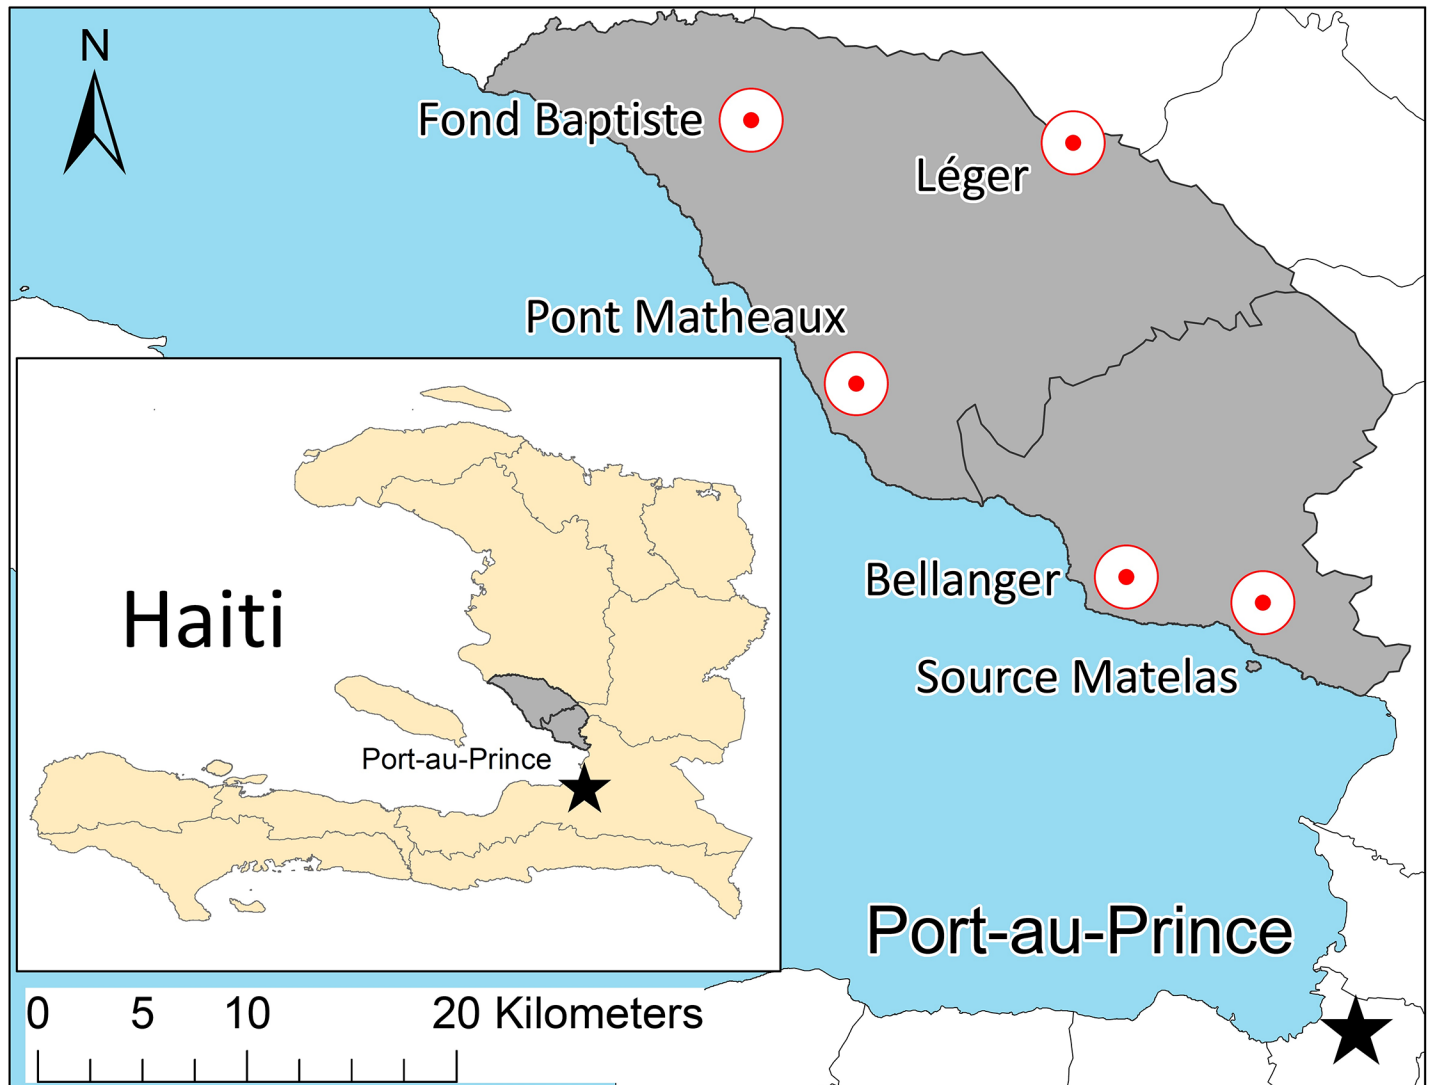 N
Fond Baptiste
Léger
Pont Matheaux
Haiti
Bellanger
Source Matelas
Port-au-Prince
Port-au-Prince
0 5 10 20 Kilometers